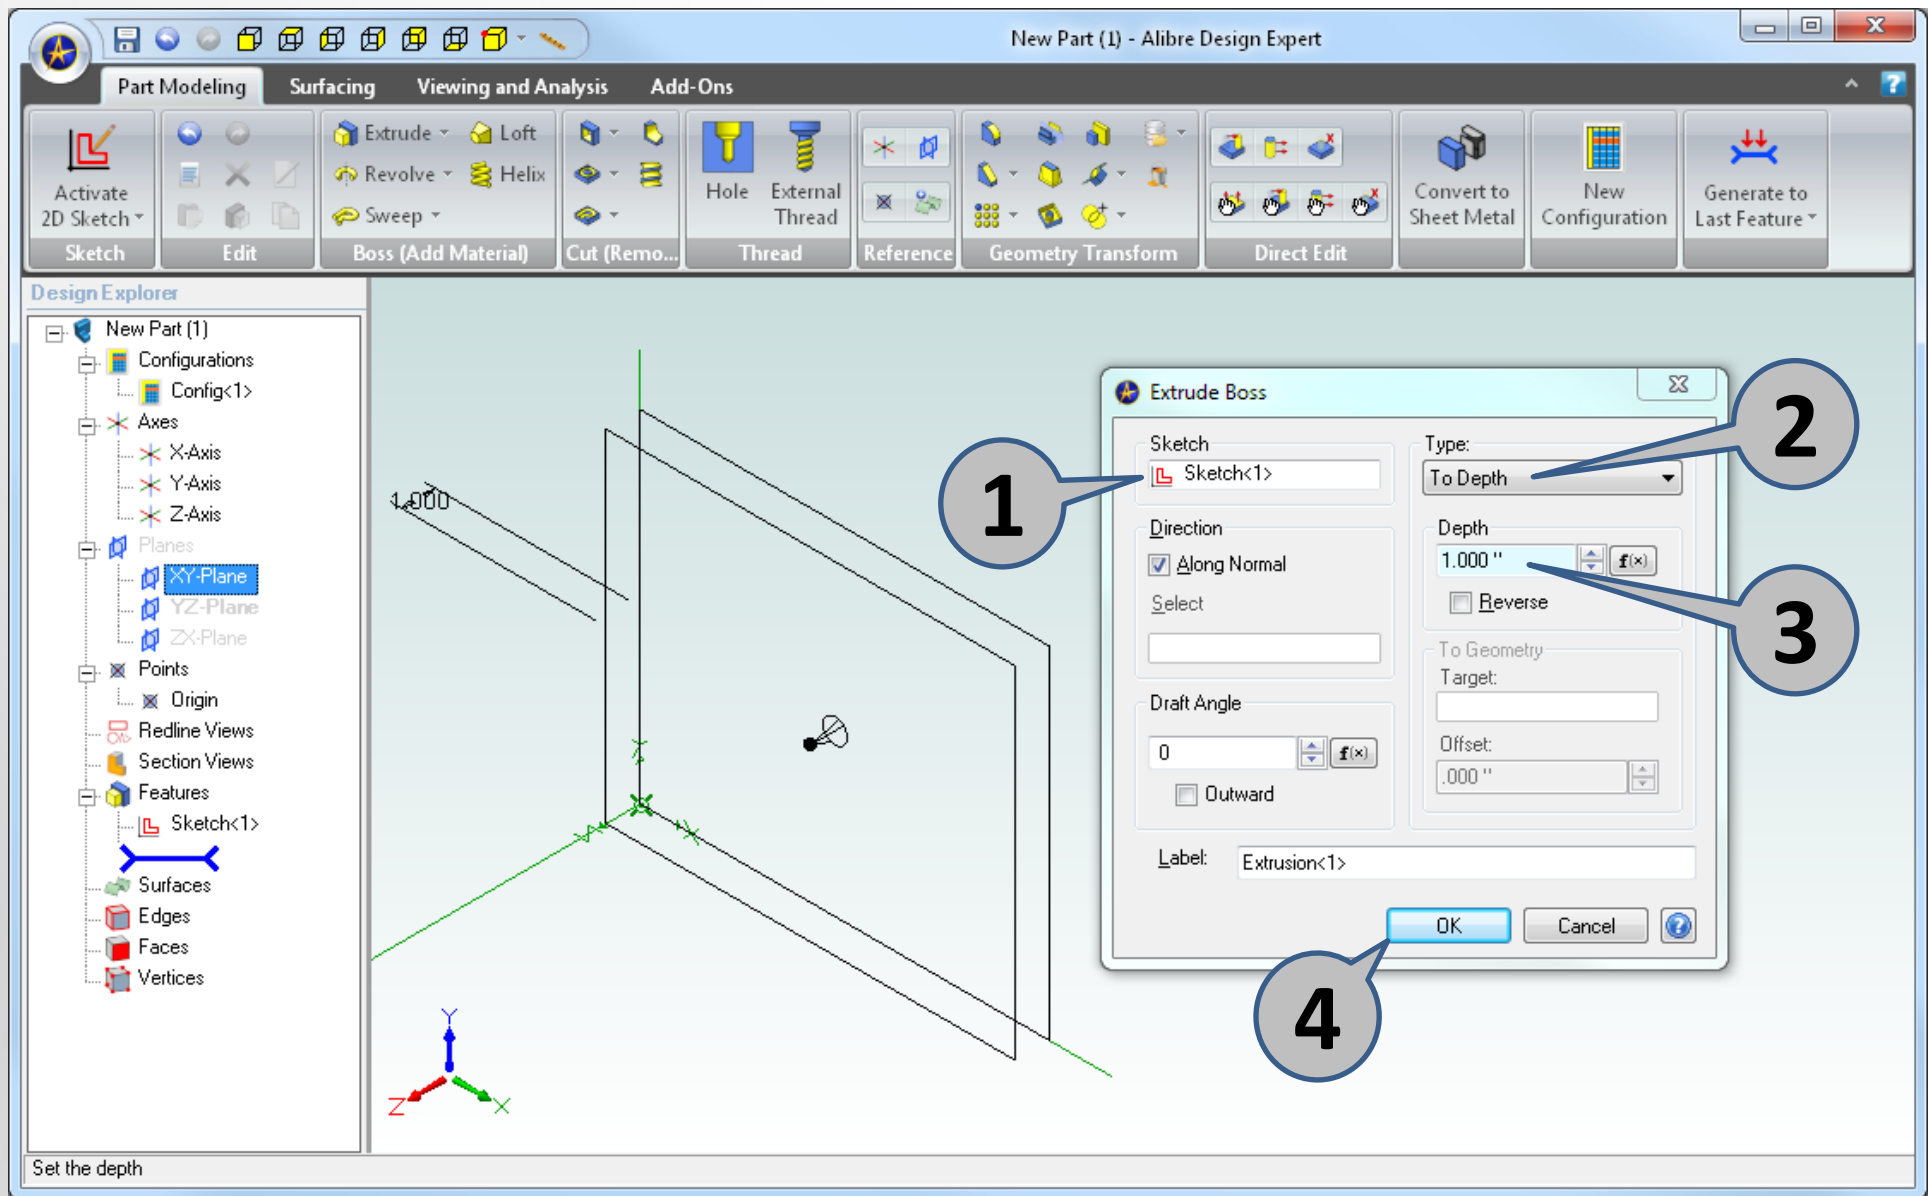 New Part (1) - Alibre Design Expert
Part Modeling Surfacing Viewing and Analysis Add-Ons
Activate
2D Sketch
Sketch
Edit
Extrude Loft
Revolve Helix
Sweep
Boss (Add Material)
Cut (Remo...
Hole
External
Thread
Thread
Reference
Geometry Transform
Direct Edit
Convert to
Sheet Metal
New
Configuration
Generate to
Last Feature
Design Explorer
New Part (1)
Configurations
Config<1>
Axes
X-Axis
Y-Axis
Z-Axis
Planes
XY-Plane
YZ-Plane
ZX-Plane
Points
Origin
Redline Views
Section Views
Features
Sketch<1>
Surfaces
Edges
Faces
Vertices
1.000
Y
Z
X
Extrude Boss
Sketch
Sketch<1>
Direction
Along Normal
Select
Draft Angle
0
f(x)
Outward
Type:
To Depth
Depth
1.000 "
f(x)
Reverse
To Geometry
Target:
Offset:
.000 "
Label: Extrusion<1>
OK Cancel ?
1
2
3
4
Set the depth